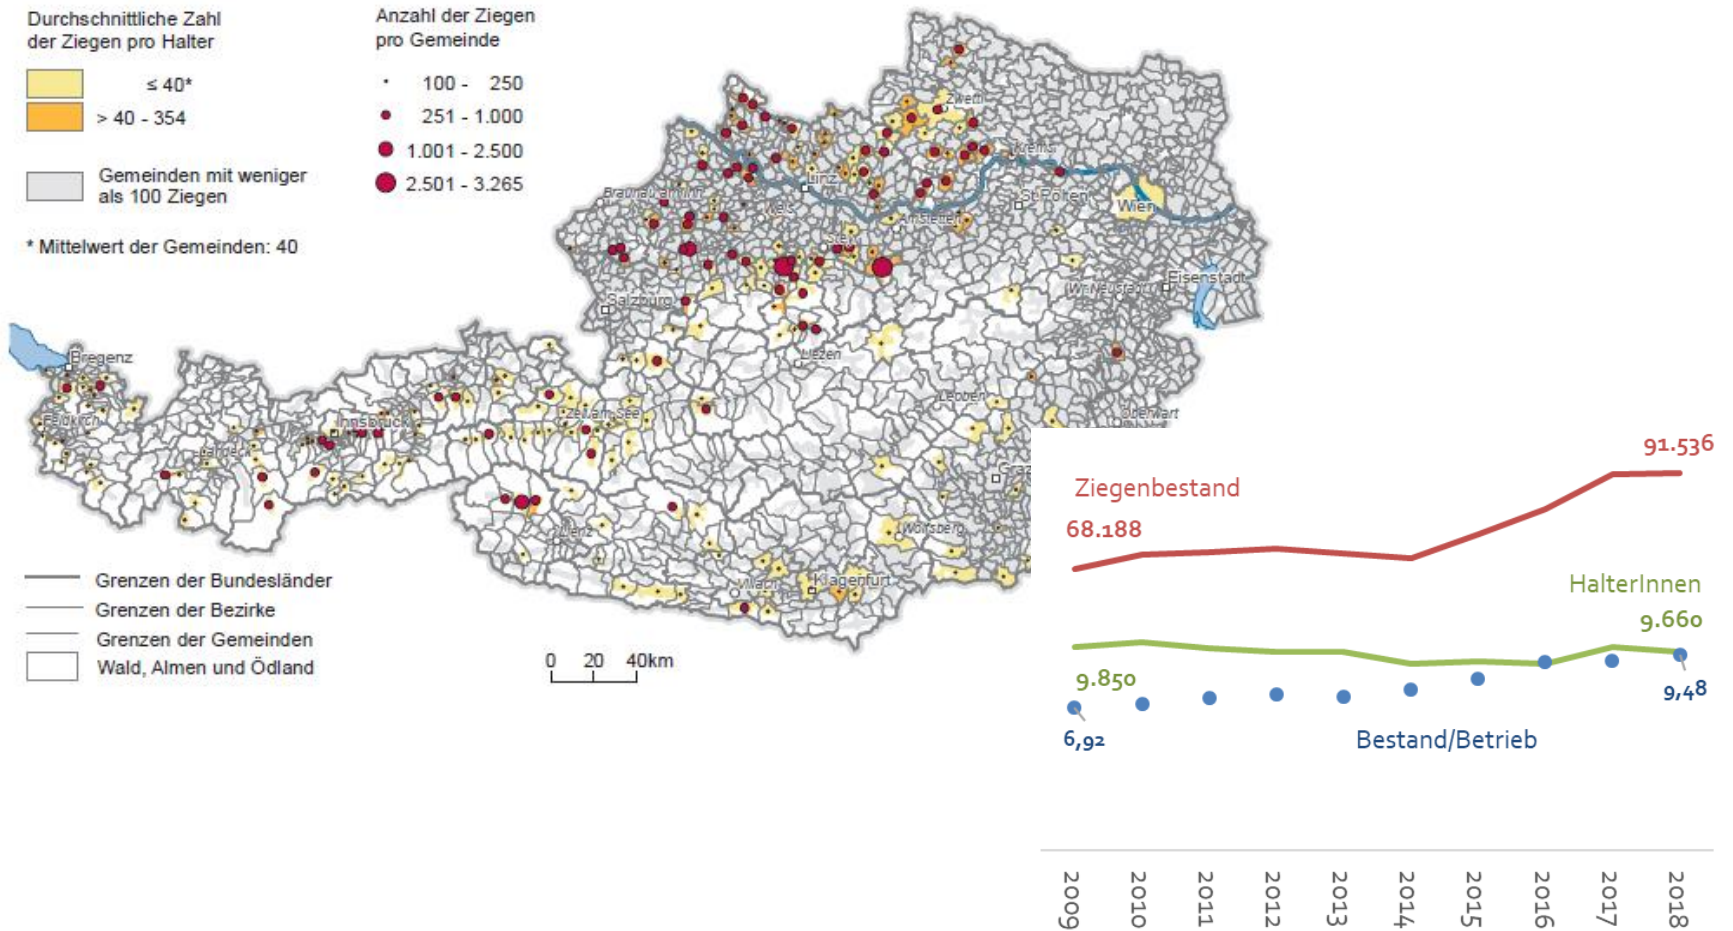 Durchschnittliche Zahl
der Ziegen pro Halter
≤ 40*
> 40 - 354
Gemeinden mit weniger
als 100 Ziegen
* Mittelwert der Gemeinden: 40
Anzahl der Ziegen
pro Gemeinde
100 - 250
251 - 1.000
1.001 - 2.500
2.501 - 3.265
Zwettl
Krems
Linz
Braunau am Inn
St. Pölten
Wien
Wels
Amstetten
Steyr
Eisenstadt
Wr. Neustadt
Salzburg
Bregenz
Liezen
Leoben
Oberwart
Feldkirch
Innsbruck
Zell am See
Landeck
Graz
Lienz
Wolfsberg
Villach
Klagenfurt
Grenzen der Bundesländer
Grenzen der Bezirke
Grenzen der Gemeinden
Wald, Almen und Ödland
0 20 40km
91.536
Ziegenbestand
68.188
HalterInnen
9.660
9.850
9,48
6,92
Bestand/Betrieb
2009
2010
2011
2012
2013
2014
2015
2016
2017
2018